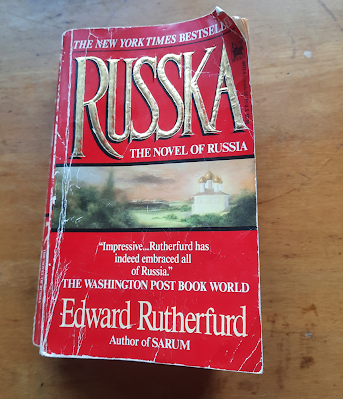 THE NEW YORK TIMES BESTSELLER
RUSSKA
THE NOVEL OF RUSSIA
“Impressive...Rutherfurd has
indeed embraced all
of Russia.”
THE WASHINGTON POST BOOK WORLD
Edward Rutherfurd
Author of SARUM